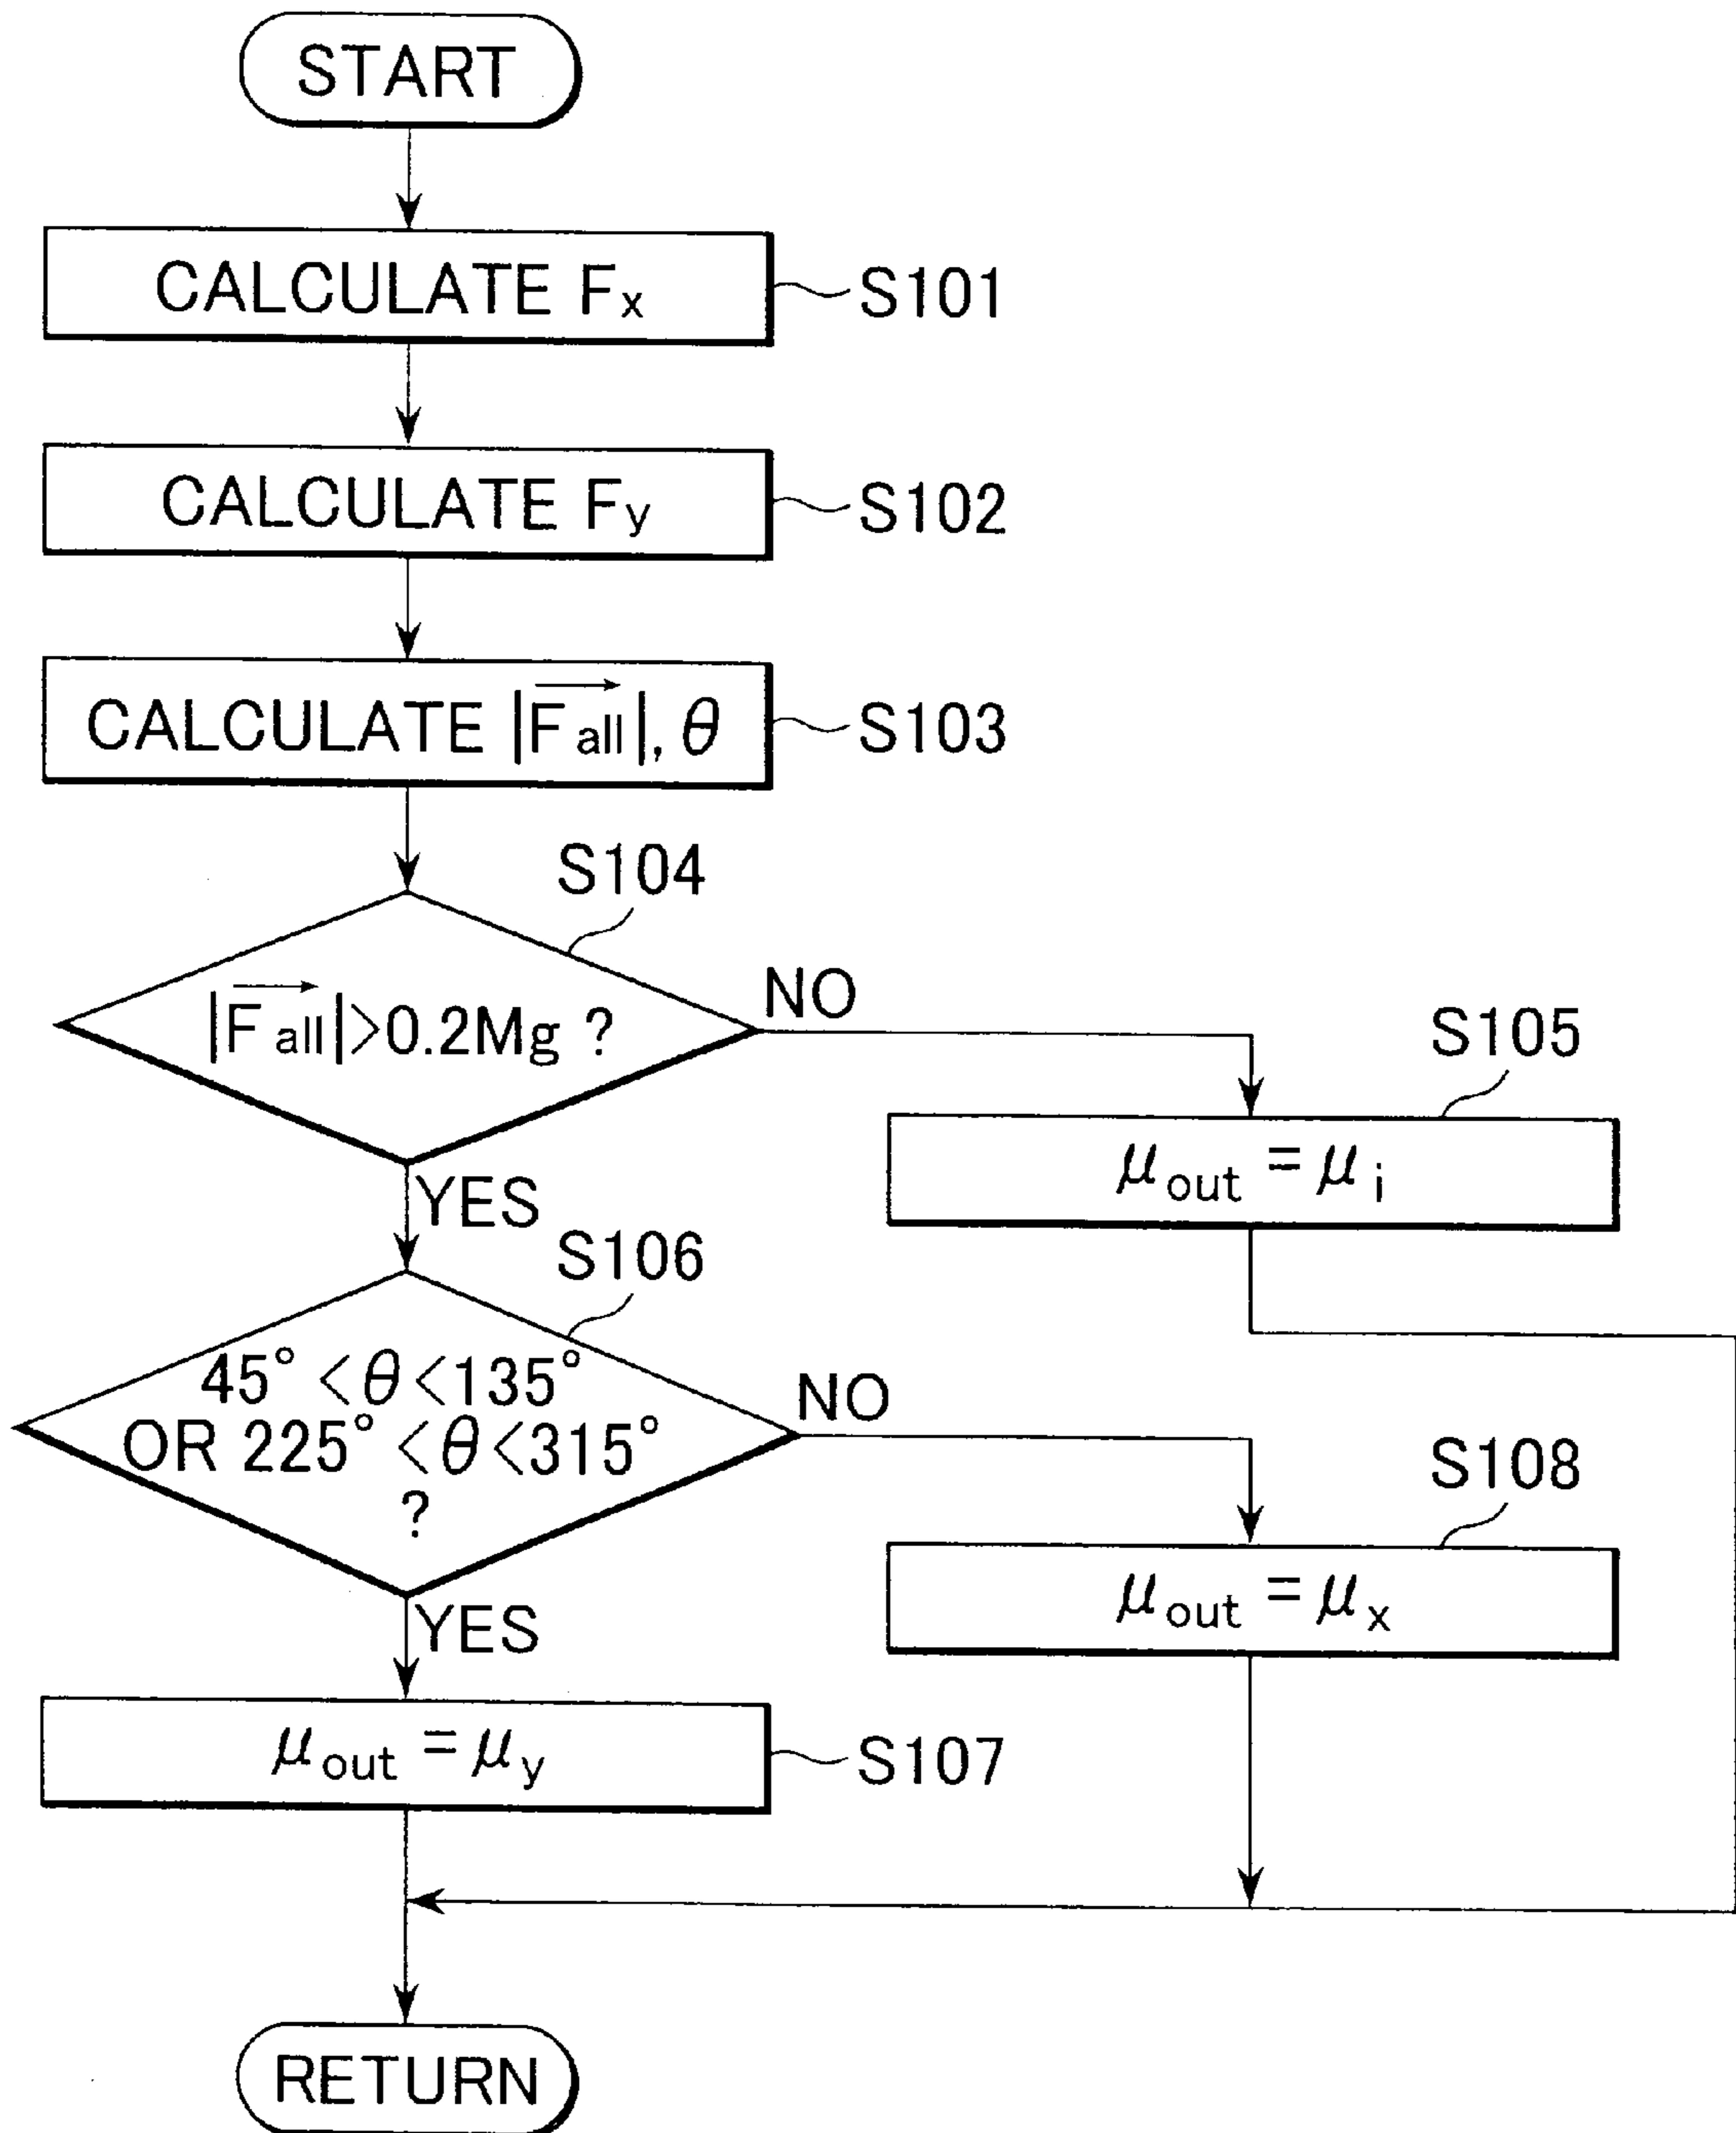 START
CALCULATE Fx
S101
CALCULATE Fy
S102
CALCULATE |F all|, θ
S103
S104
|F all|>0.2Mg ?
NO
YES
S105
μout = μi
S106
45° <θ<135°
OR 225° <θ<315°
?
NO
YES
S108
μout = μx
μout = μy
S107
RETURN